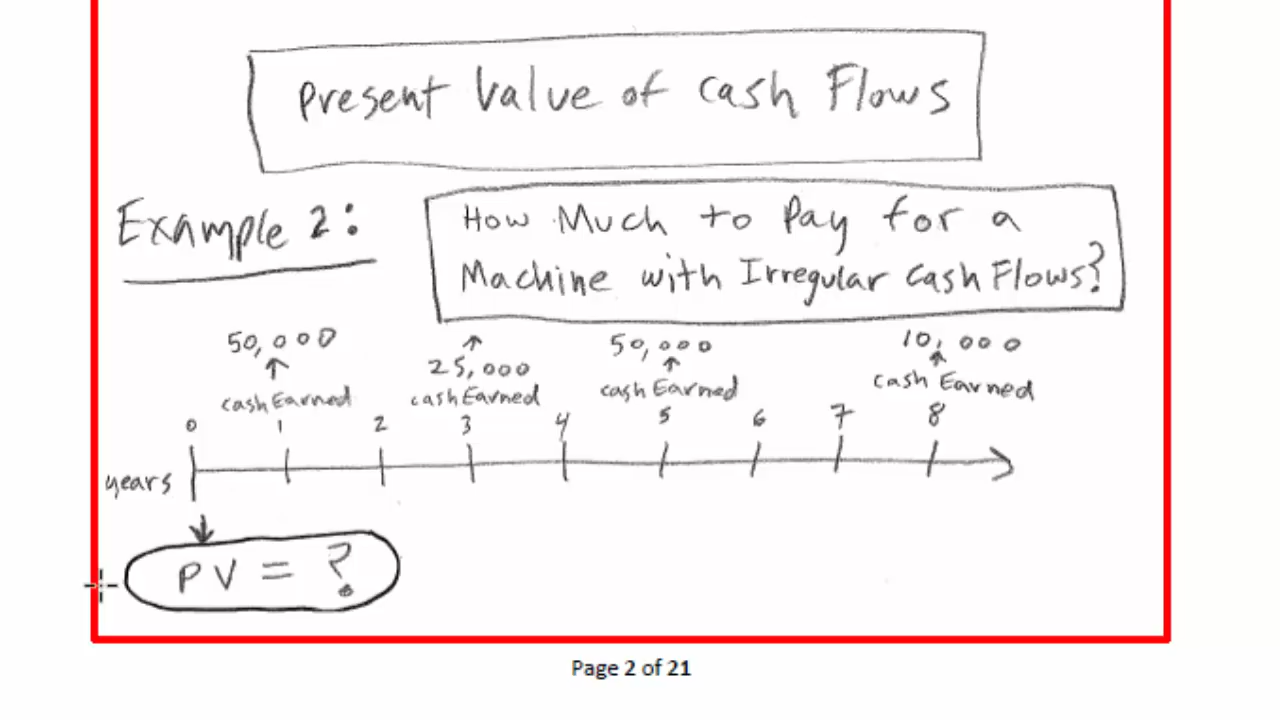 Present Value of Cash Flows
Example 2:
How Much to Pay for a
Machine with Irregular Cash Flows?
50,000
cash Earned
25,000
cash Earned
50,000
cash Earned
10,000
cash Earned
0 1 2 3 4 5 6 7 8
years
PV = ?
Page 2 of 21